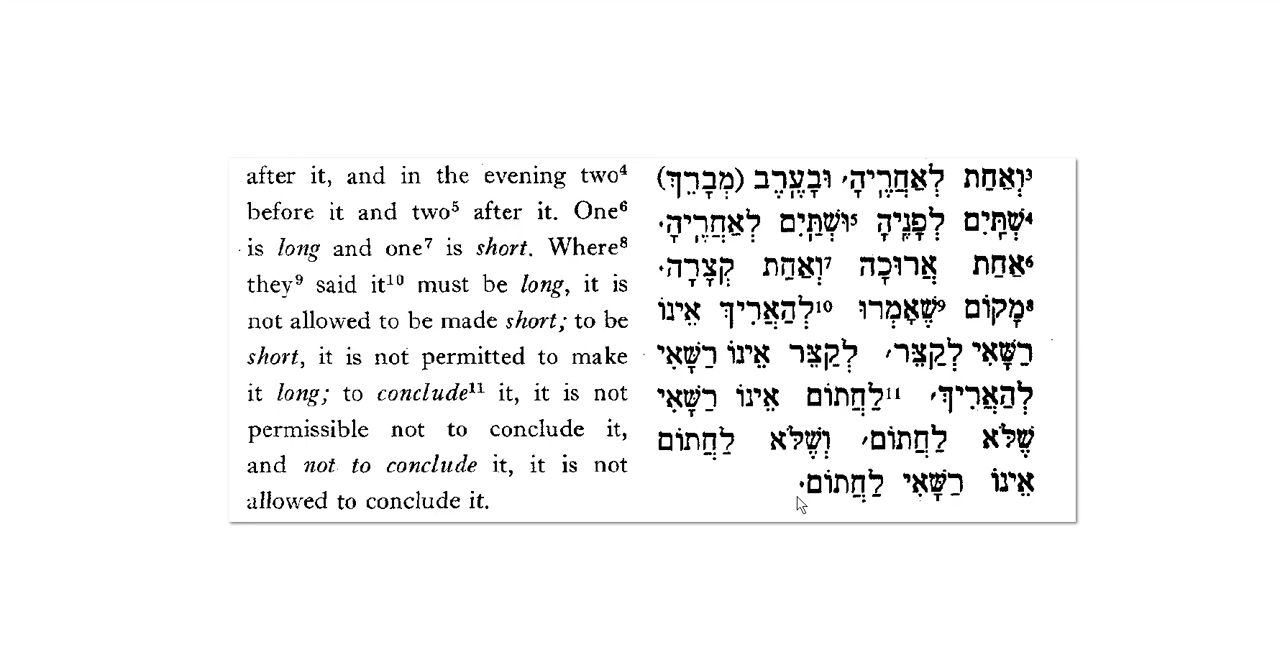 after it, and in the evening two⁴
before it and two⁵ after it. One⁶
is long and one⁷ is short. Where⁸
they⁹ said it¹⁰ must be long, it is
not allowed to be made short; to be
short, it is not permitted to make
it long; to conclude¹¹ it, it is not
permissible not to conclude it,
and not to conclude it, it is not
allowed to conclude it.
³וְאַחַת לְאַחֲרֶֽיהָ, וּבָעֶֽרֶב (מְבָרֵךְ)
⁴שְׁתַּֽיִם לְפָנֶֽיהָ ⁵וּשְׁתַּֽיִם לְאַחֲרֶֽיהָ·
⁶אַחַת אֲרוּכָּה ⁷וְאַחַת קְצָרָה·
⁸מָקוֹם ⁹שֶׁאָמְרוּ ¹⁰לְהַאֲרִיךְ אֵינוֹ
רַשָּׁאִי לְקַצֵּר, לְקַצֵּר אֵינוֹ רַשָּׁאִי
לְהַאֲרִיךְ, ¹¹לַחֲתוֹם אֵינוֹ רַשָּׁאִי
שֶׁלֹּא לַחֲתוֹם, וְשֶׁלֹּא לַחֲתוֹם
אֵינוֹ רַשָּׁאִי לַחֲתוֹם·